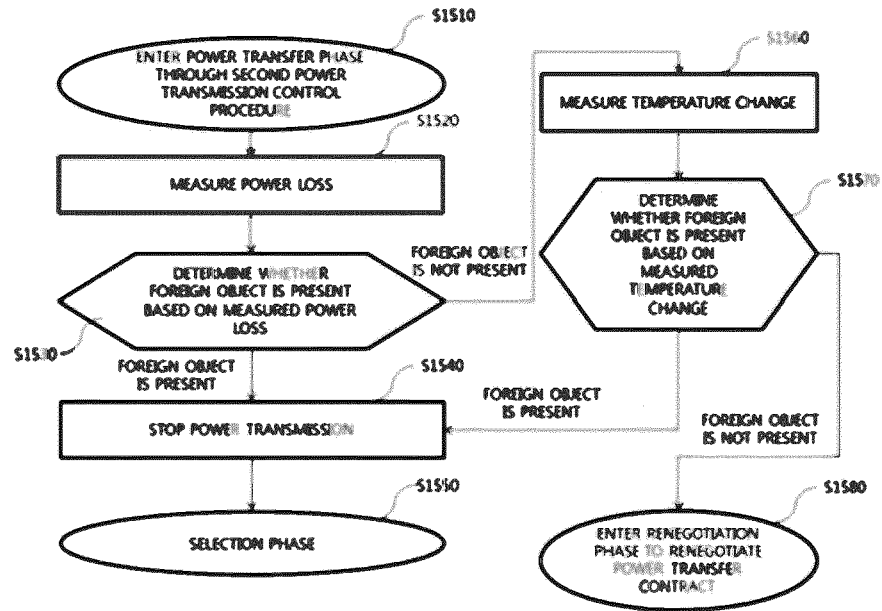 S1510
ENTER POWER TRANSFER PHASE
THROUGH SECOND POWER
TRANSMISSION CONTROL
PROCEDURE
S1520
MEASURE POWER LOSS
DETERMINE WHETHER
FOREIGN OBJECT IS PRESENT
BASED ON MEASURED POWER
LOSS
S1530
FOREIGN OBJECT
IS NOT PRESENT
FOREIGN OBJECT
IS PRESENT
S1540
STOP POWER TRANSMISSION
S1550
SELECTION PHASE
S1560
MEASURE TEMPERATURE CHANGE
S1570
DETERMINE
WHETHER FOREIGN
OBJECT IS PRESENT
BASED ON
MEASURED
TEMPERATURE
CHANGE
FOREIGN OBJECT
IS PRESENT
FOREIGN OBJECT
IS NOT PRESENT
S1580
ENTER RENEGOTIATION
PHASE TO RENEGOTIATE
POWER TRANSFER
CONTRACT